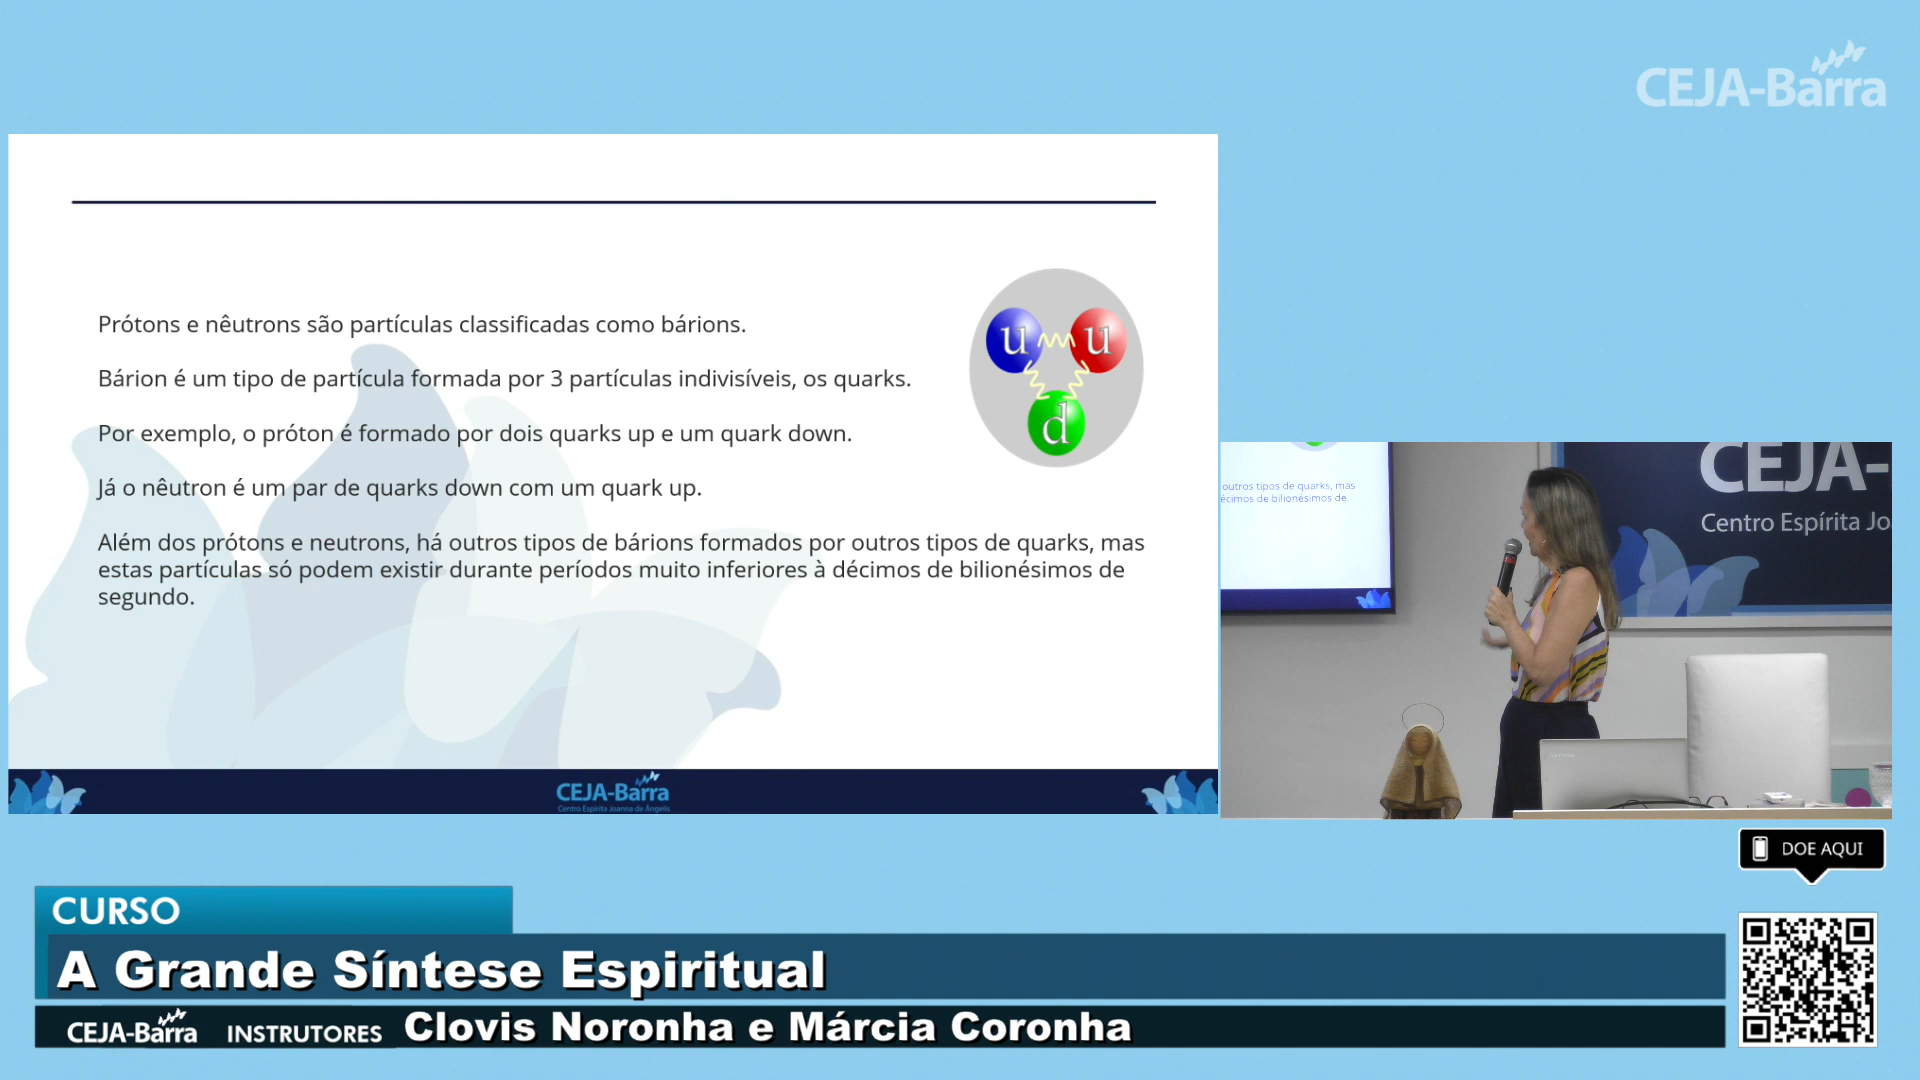 CEJA-Barra
Prótons e nêutrons são partículas classificadas como bárions.
Bárion é um tipo de partícula formada por 3 partículas indivisíveis, os quarks.
Por exemplo, o próton é formado por dois quarks up e um quark down.
Já o nêutron é um par de quarks down com um quark up.
Além dos prótons e neutrons, há outros tipos de bárions formados por outros tipos de quarks, mas
estas partículas só podem existir durante períodos muito inferiores à décimos de bilionésimos de
segundo.
u u
d
CEJA-Barra
Centro Espírita Joanna de Ângelis
outros tipos de quarks, mas
écimos de bilionésimos de
CEJA-
Centro Espírita Jo
DOE AQUI
CURSO
A Grande Síntese Espiritual
CEJA-Barra INSTRUTORES Clovis Noronha e Márcia Coronha